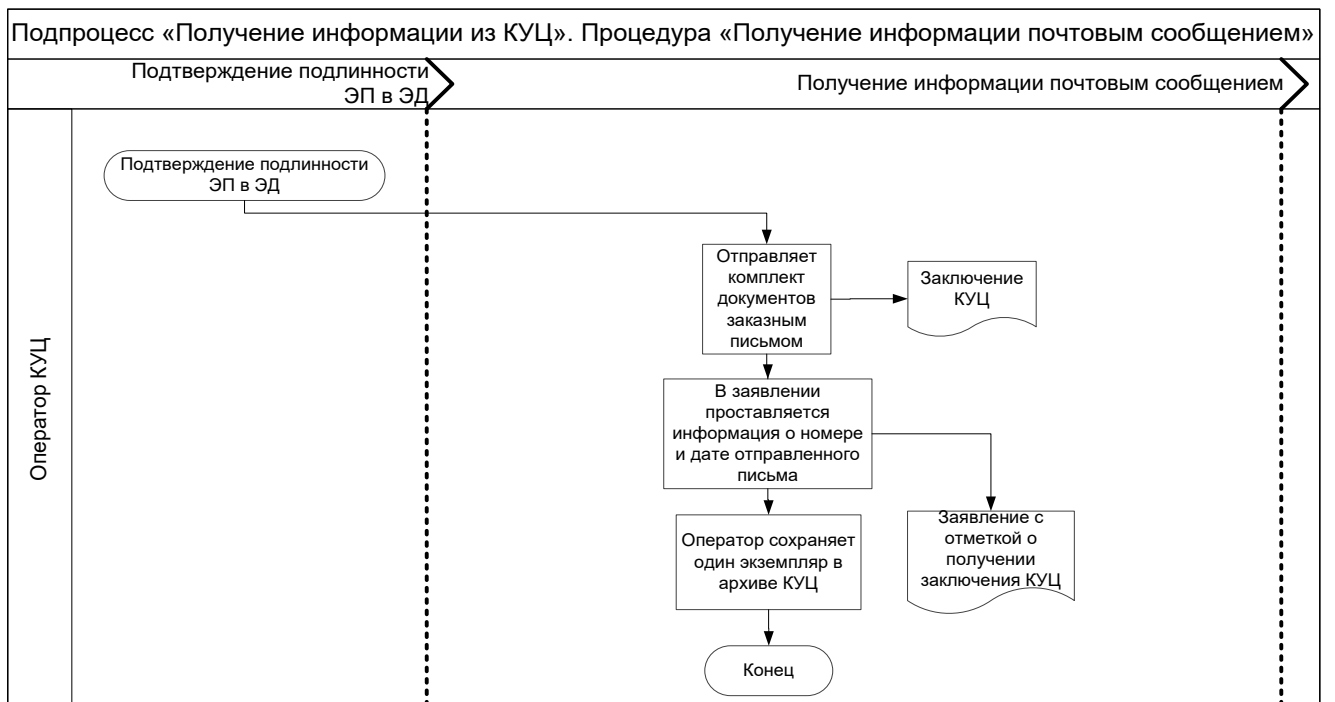 Подпроцесс «Получение информации из КУЦ». Процедура «Получение информации почтовым сообщением»
Подтверждение подлинности
ЭП в ЭД
Получение информации почтовым сообщением
Оператор КУЦ
Подтверждение подлинности
ЭП в ЭД
Отправляет
комплект
документов
заказным
письмом
Заключение
КУЦ
В заявлении
проставляется
информация о номере
и дате отправленного
письма
Оператор сохраняет
один экземпляр в
архиве КУЦ
Заявление с
отметкой о
получении
заключения КУЦ
Конец